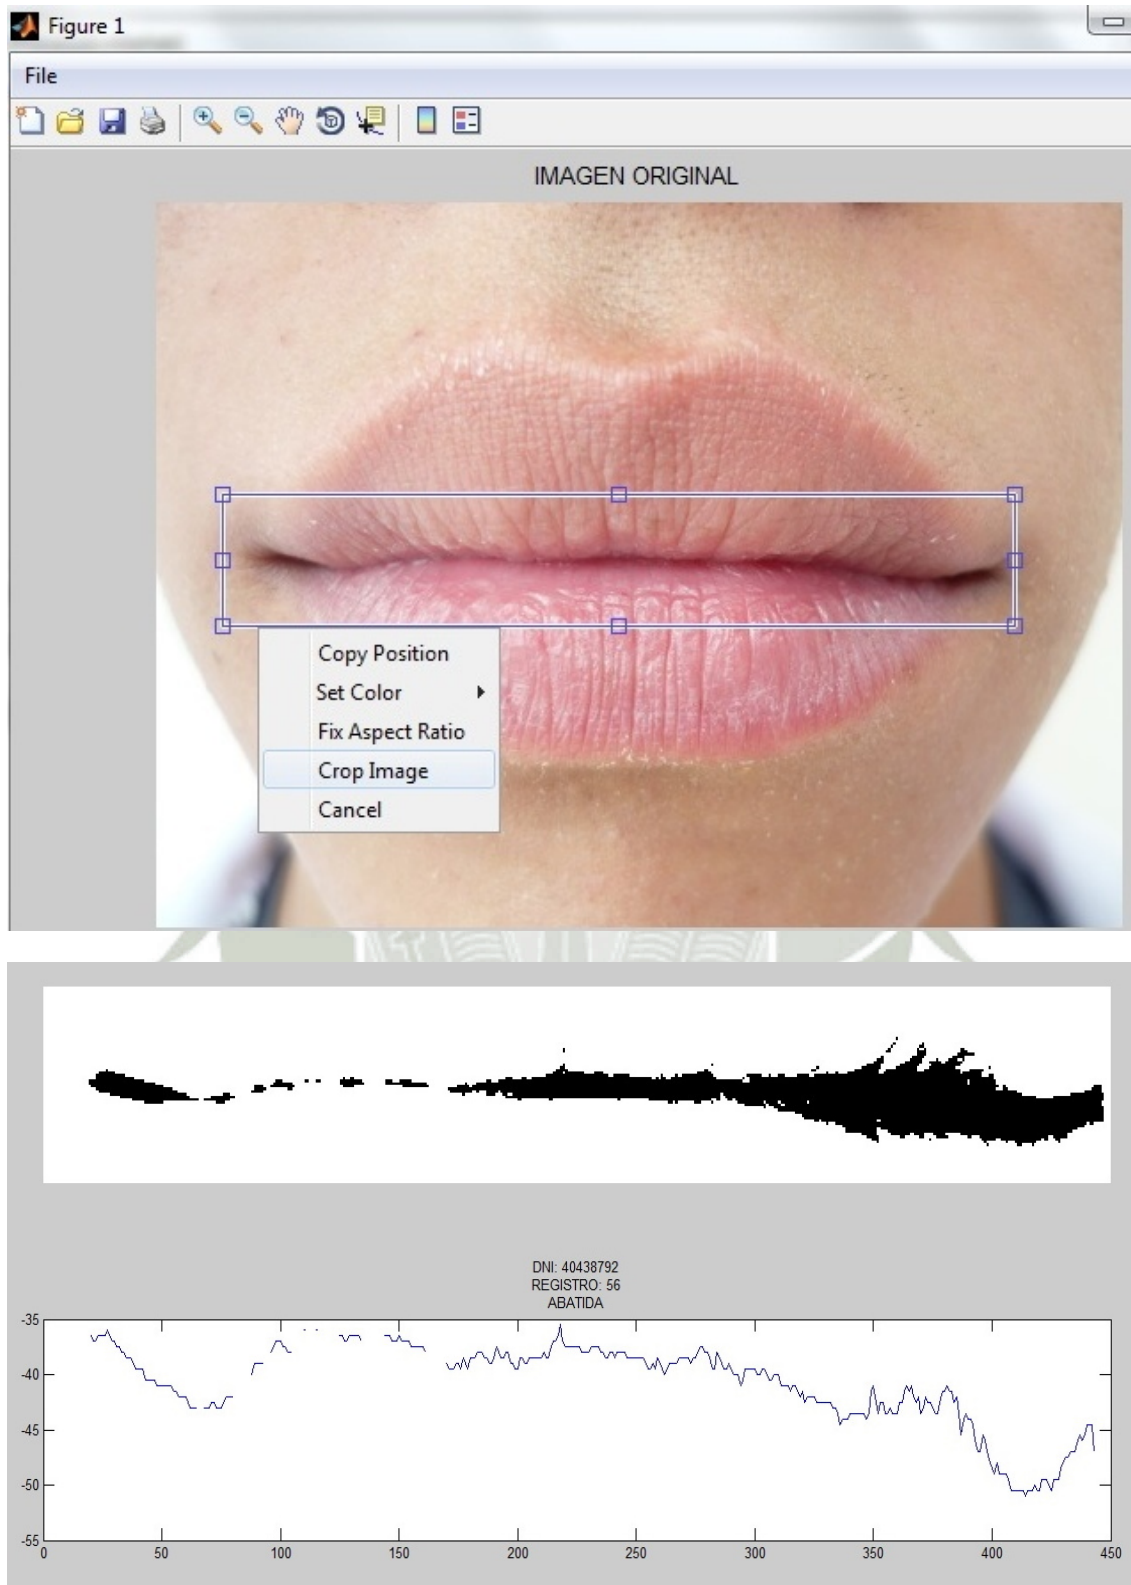 Figure 1
File
IMAGEN ORIGINAL
Copy Position
Set Color
Fix Aspect Ratio
Crop Image
Cancel
DNI: 40438792
REGISTRO: 56
ABATIDA
-35
-40
-45
-50
-55
0 50 100 150 200 250 300 350 400 450